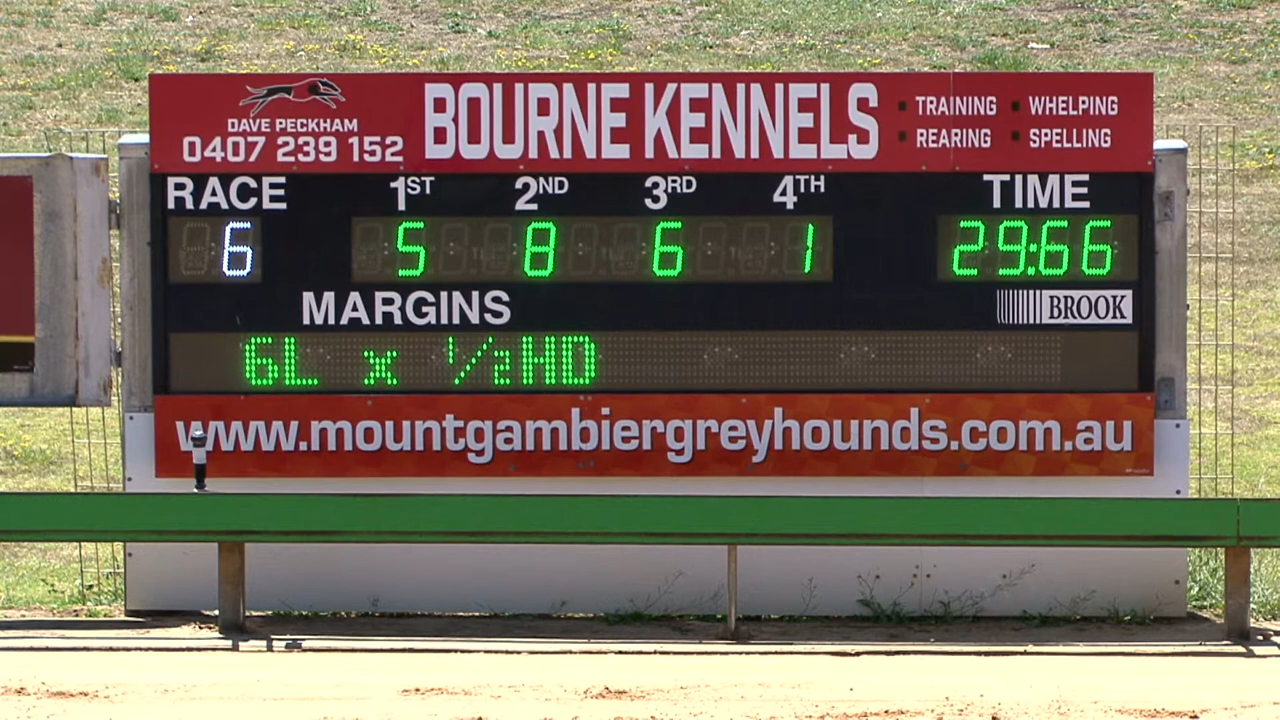 DAVE PECKHAM
0407 239 152
BOURNE KENNELS
TRAINING
WHELPING
REARING
SPELLING
RACE 1ST 2ND 3RD 4TH TIME
6 5 8 6 1 29:66
MARGINS
BROOK
6L x ½HD
www.mountgambiergreyhounds.com.au